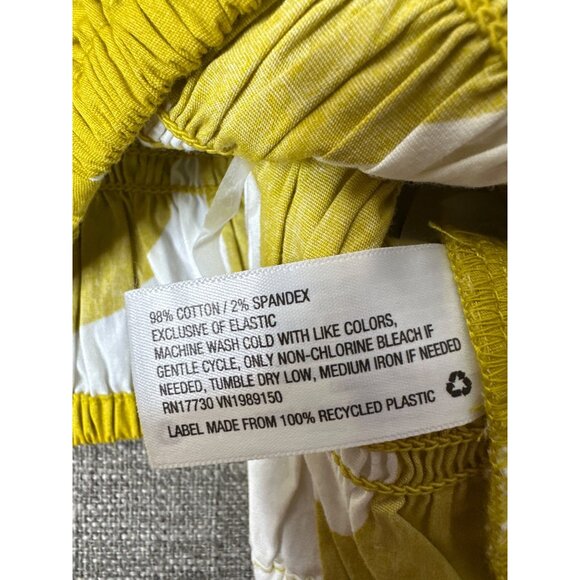 98% COTTON / 2% SPANDEX
EXCLUSIVE OF ELASTIC
MACHINE WASH COLD WITH LIKE COLORS,
GENTLE CYCLE, ONLY NON-CHLORINE BLEACH IF
NEEDED, TUMBLE DRY LOW, MEDIUM IRON IF NEEDED
RN17730 VN1989150
LABEL MADE FROM 100% RECYCLED PLASTIC